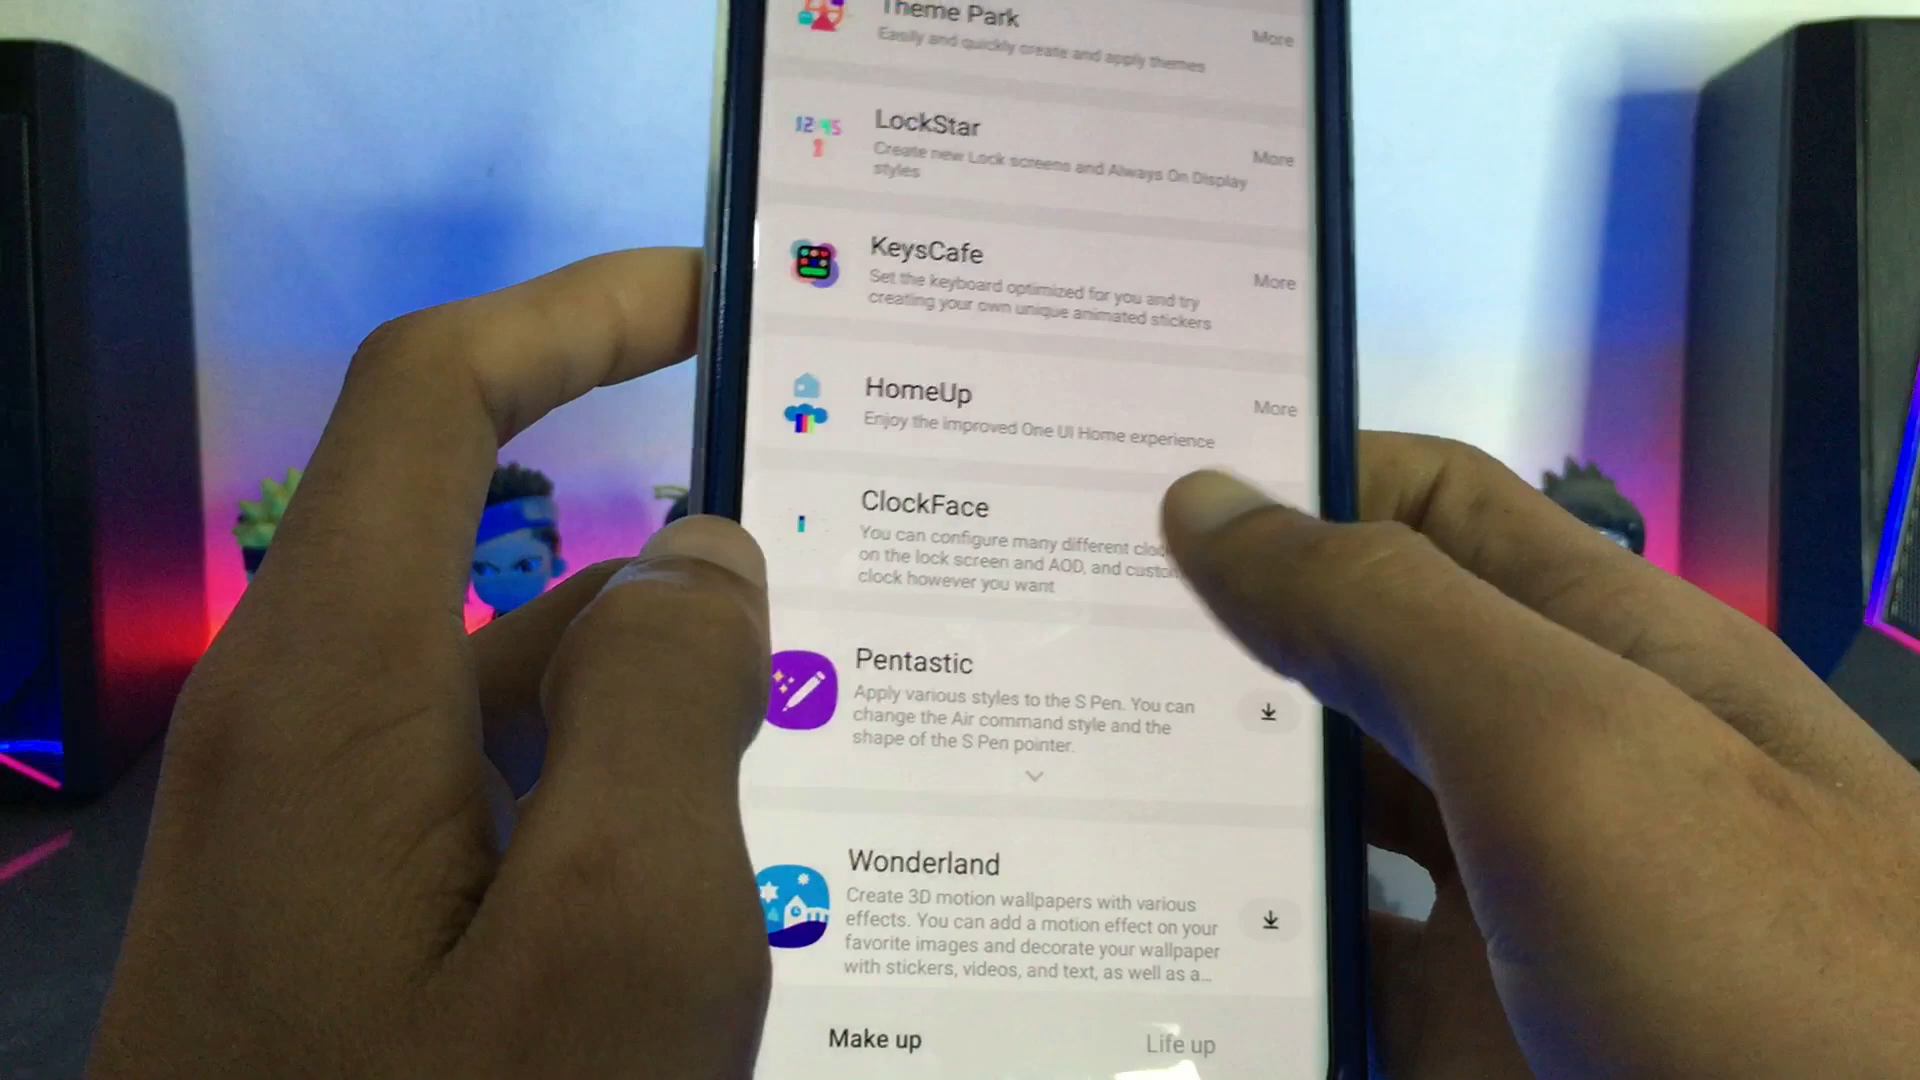 Theme Park
Easily and quickly create and apply themes
More
12:45
LockStar
Create new Lock screens and Always On Display
styles
More
KeysCafe
Set the keyboard optimized for you and try
creating your own unique animated stickers
More
HomeUp
Enjoy the improved One UI Home experience
More
ClockFace
You can configure many different
on the lock screen and AOD, and
clock however you want
Pentastic
Apply various styles to the S Pen. You can
change the Air command style and the
shape of the S Pen pointer.
Wonderland
Create 3D motion wallpapers with various
effects. You can add a motion effect on your
favorite images and decorate your wallpaper
with stickers, videos, and text, as well as a...
Make up
Life up